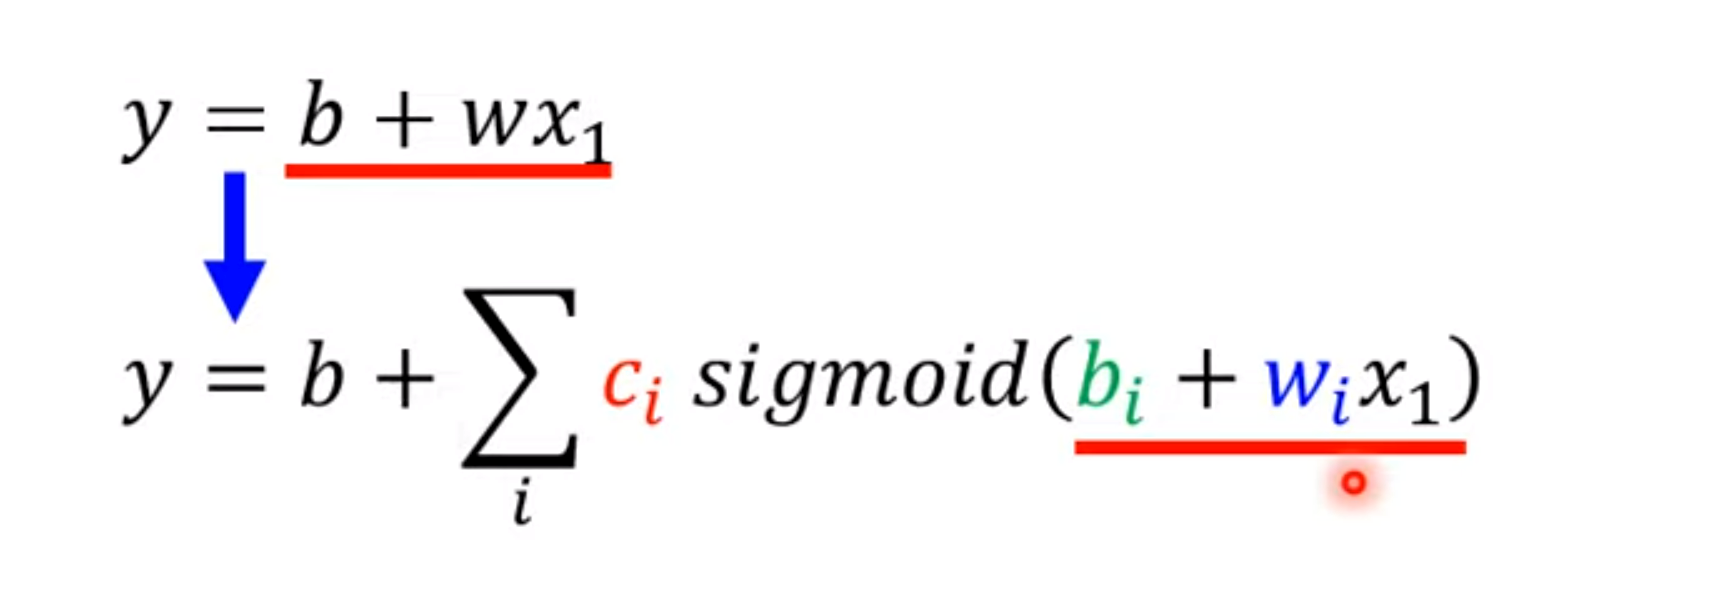 y = b + wx₁
y = b + ∑ᵢ cᵢ sigmoid(bᵢ + wᵢx₁)